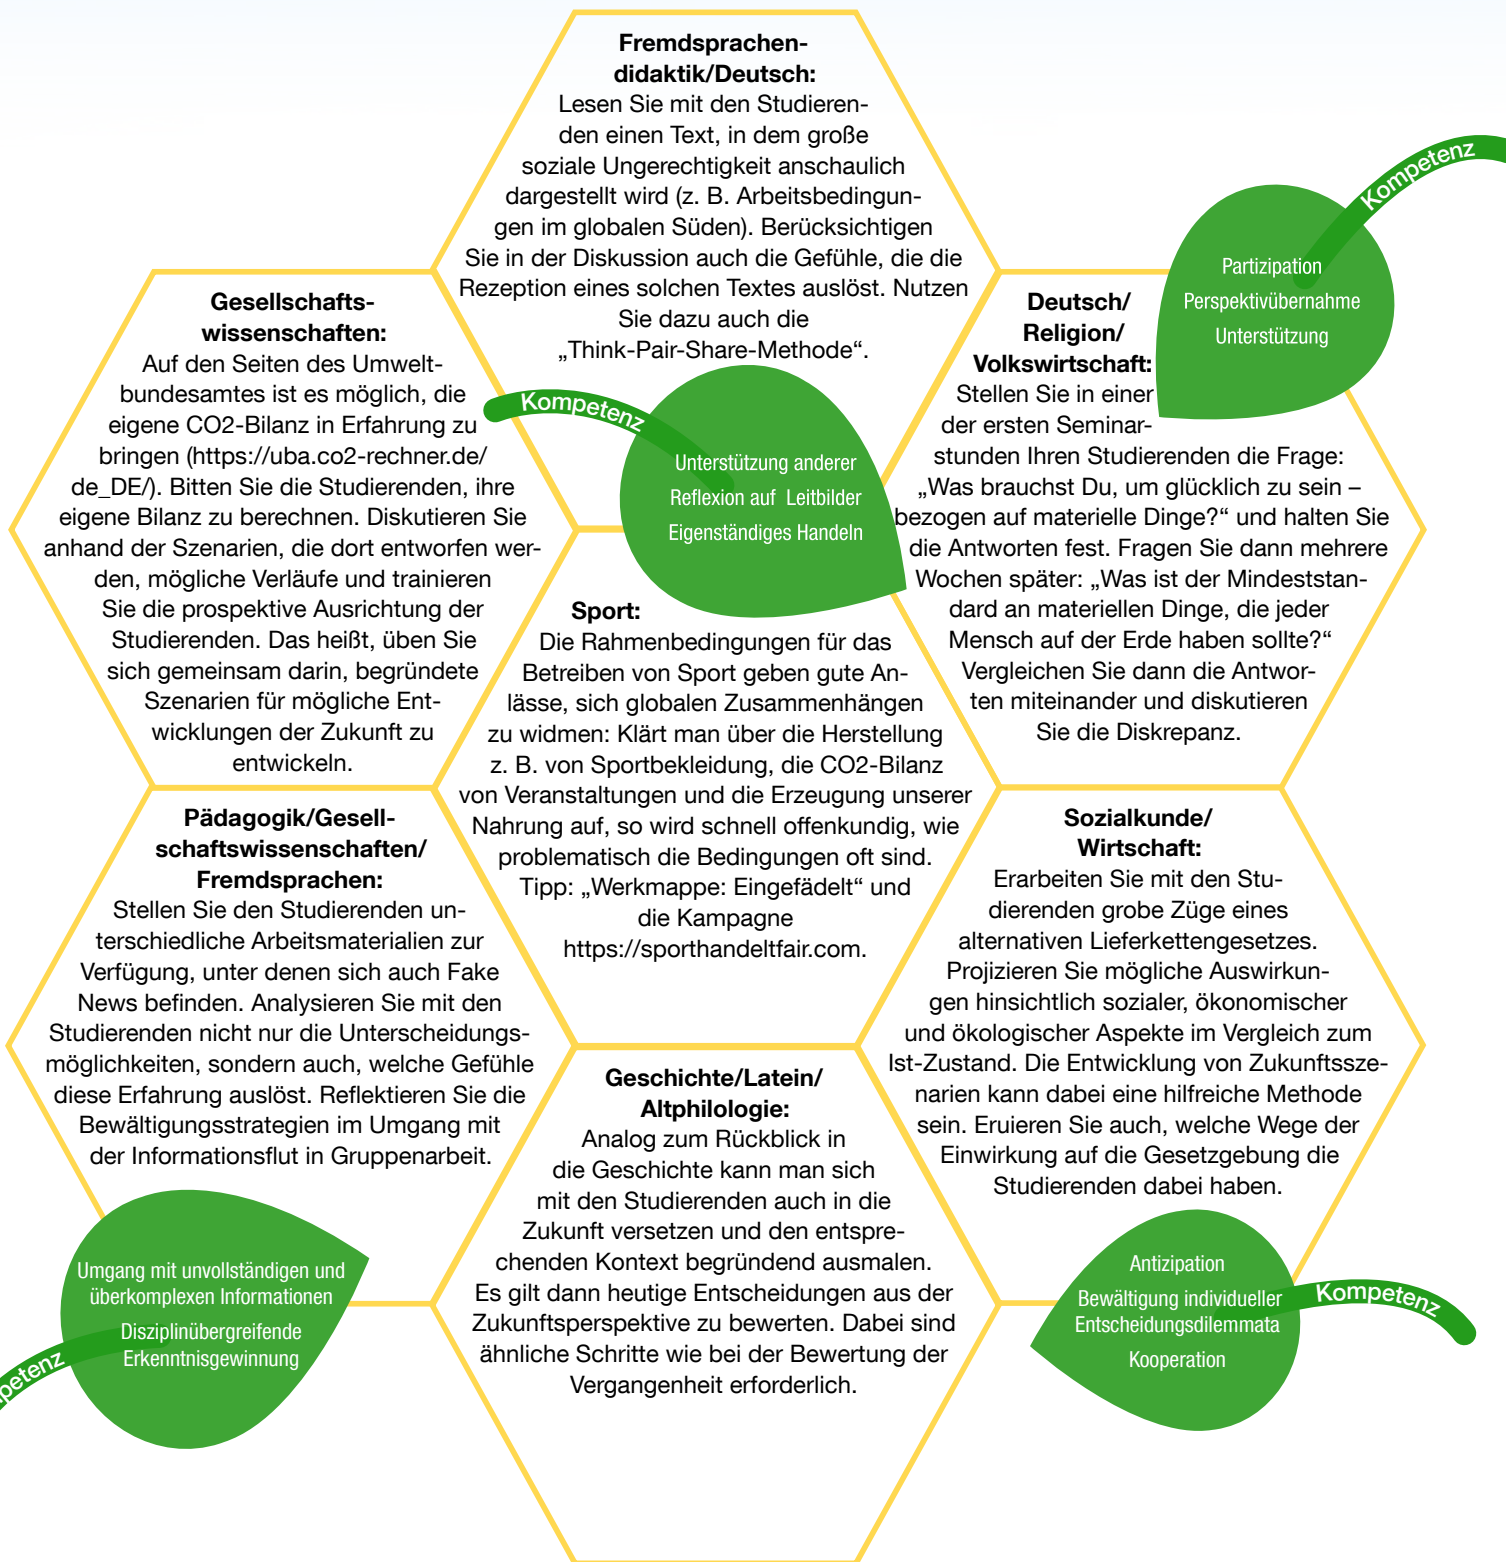 Fremdsprachen-
didaktik/Deutsch:
Lesen Sie mit den Studieren-
den einen Text, in dem große
soziale Ungerechtigkeit anschaulich
dargestellt wird (z. B. Arbeitsbedingun-
gen im globalen Süden). Berücksichtigen
Sie in der Diskussion auch die Gefühle, die die
Rezeption eines solchen Textes auslöst. Nutzen
Sie dazu auch die
„Think-Pair-Share-Methode“.
Kompetenz
Partizipation
Perspektivübernahme
Unterstützung
Gesellschafts-
wissenschaften:
Auf den Seiten des Umwelt-
bundesamtes ist es möglich, die
eigene CO2-Bilanz in Erfahrung zu
bringen (https://uba.co2-rechner.de/
de_DE/). Bitten Sie die Studierenden, ihre
eigene Bilanz zu berechnen. Diskutieren Sie
anhand der Szenarien, die dort entworfen wer-
den, mögliche Verläufe und trainieren
Sie die prospektive Ausrichtung der
Studierenden. Das heißt, üben Sie
sich gemeinsam darin, begründete
Szenarien für mögliche Ent-
wicklungen der Zukunft zu
entwickeln.
Kompetenz
Unterstützung anderer
Reflexion auf Leitbilder
Eigenständiges Handeln
Deutsch/
Religion/
Volkswirtschaft:
Stellen Sie in einer
der ersten Seminar-
stunden Ihren Studierenden die Frage:
„Was brauchst Du, um glücklich zu sein –
bezogen auf materielle Dinge?“ und halten Sie
die Antworten fest. Fragen Sie dann mehrere
Wochen später: „Was ist der Mindeststan-
dard an materiellen Dinge, die jeder
Mensch auf der Erde haben sollte?“
Vergleichen Sie dann die Antwor-
ten miteinander und diskutieren
Sie die Diskrepanz.
Sport:
Die Rahmenbedingungen für das
Betreiben von Sport geben gute An-
lässe, sich globalen Zusammenhängen
zu widmen: Klärt man über die Herstellung
z. B. von Sportbekleidung, die CO2-Bilanz
von Veranstaltungen und die Erzeugung unserer
Nahrung auf, so wird schnell offenkundig, wie
problematisch die Bedingungen oft sind.
Tipp: „Werkmappe: Eingefädelt“ und
die Kampagne
https://sporthandeltfair.com.
Pädagogik/Gesell-
schaftswissenschaften/
Fremdsprachen:
Stellen Sie den Studierenden un-
terschiedliche Arbeitsmaterialien zur
Verfügung, unter denen sich auch Fake
News befinden. Analysieren Sie mit den
Studierenden nicht nur die Unterscheidungs-
möglichkeiten, sondern auch, welche Gefühle
diese Erfahrung auslöst. Reflektieren Sie die
Bewältigungsstrategien im Umgang mit
der Informationsflut in Gruppenarbeit.
Sozialkunde/
Wirtschaft:
Erarbeiten Sie mit den Stu-
dierenden grobe Züge eines
alternativen Lieferkettengesetzes.
Projizieren Sie mögliche Auswirkun-
gen hinsichtlich sozialer, ökonomischer
und ökologischer Aspekte im Vergleich zum
Ist-Zustand. Die Entwicklung von Zukunftssze-
narien kann dabei eine hilfreiche Methode
sein. Eruieren Sie auch, welche Wege der
Einwirkung auf die Gesetzgebung die
Studierenden dabei haben.
Geschichte/Latein/
Altphilologie:
Analog zum Rückblick in
die Geschichte kann man sich
mit den Studierenden auch in die
Zukunft versetzen und den entspre-
chenden Kontext begründend ausmalen.
Es gilt dann heutige Entscheidungen aus der
Zukunftsperspektive zu bewerten. Dabei sind
ähnliche Schritte wie bei der Bewertung der
Vergangenheit erforderlich.
Umgang mit unvollständigen und
überkomplexen Informationen
Disziplinübergreifende
Erkenntnisgewinnung
petenz
Antizipation
Bewältigung individueller
Entscheidungsdilemmata
Kooperation
Kompetenz